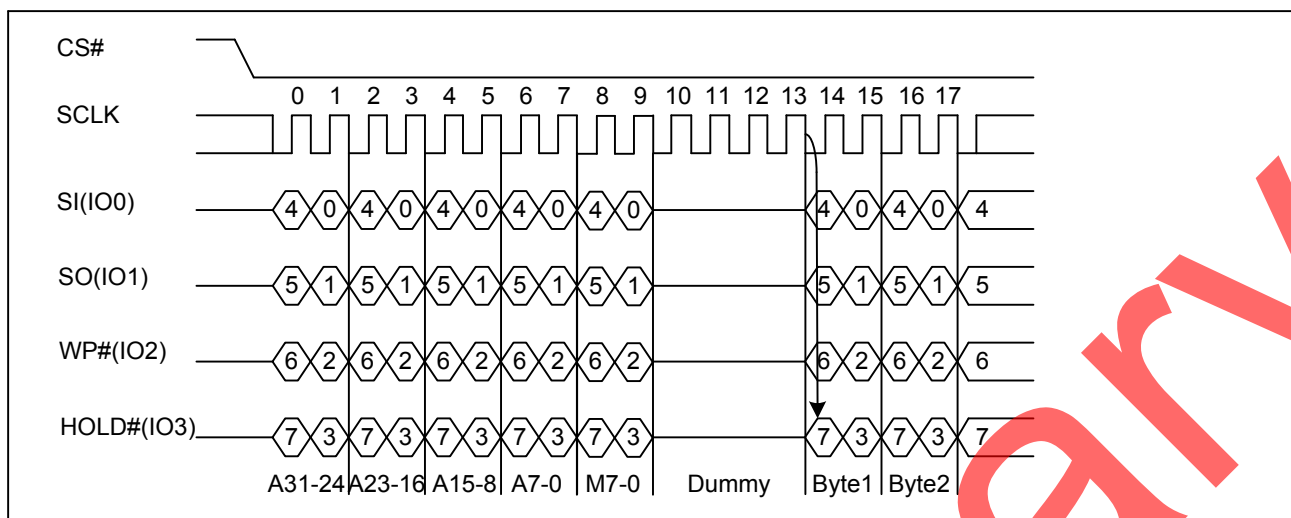 CS#
0 1 2 3 4 5 6 7 8 9 10 11 12 13 14 15 16 17
SCLK
SI(IO0) 4 0 4 0 4 0 4 0 4 0 4 0 4 0 4
SO(IO1) 5 1 5 1 5 1 5 1 5 1 5 1 5 1 5
WP#(IO2) 6 2 6 2 6 2 6 2 6 2 6 2 6 2 6
HOLD#(IO3) 7 3 7 3 7 3 7 3 7 3 7 3 7 3 7
A31-24 A23-16 A15-8 A7-0 M7-0 Dummy Byte1 Byte2
ary